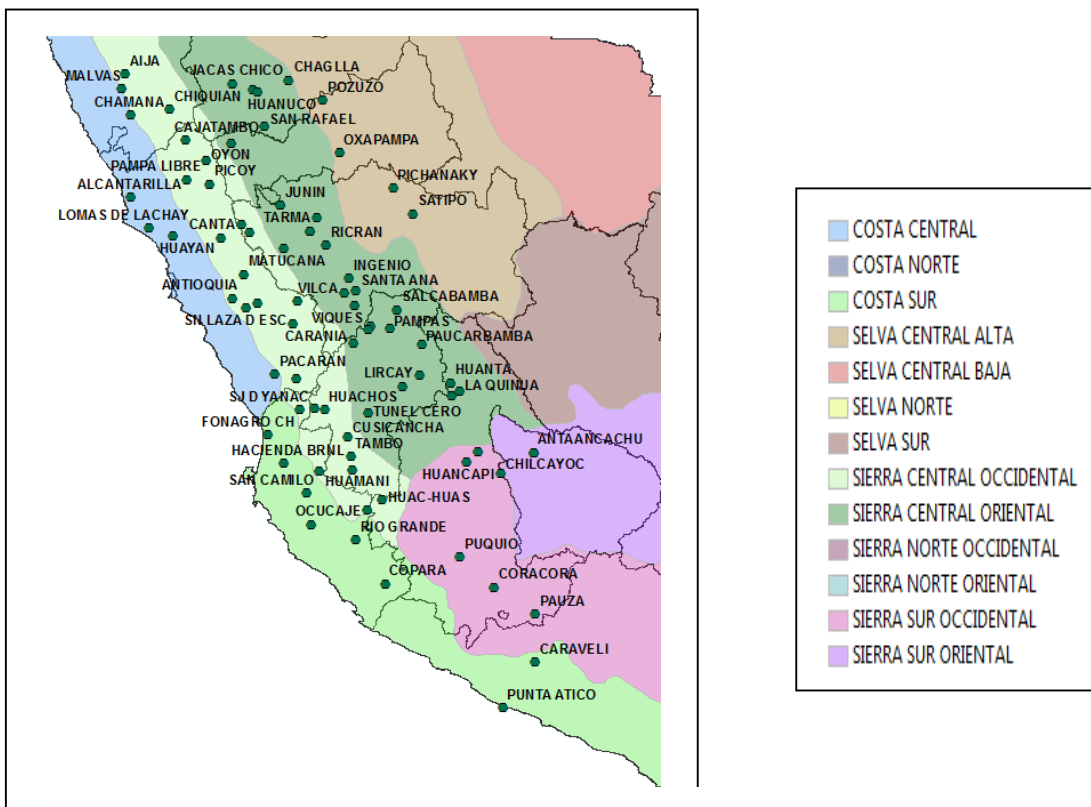 AIJA
MALVAS
JACAS CHICO
CHAGLLA
CHAMANA
CHIQUIAN
HUANUCO
POZUZO
CAJATAMBO
SAN RAFAEL
OXAPAMPA
OYON
PAMPA LIBRE
PICOY
PICHANAKY
ALCANTARILLA
JUNIN
SATIPO
LOMAS DE LACHAY
CANTA
TARMA
RICRAN
HUAYAN
MATUCANA
INGENIO
ANTIOQUIA
VILCA
SANTA ANA
SALCABAMBA
SN LAZA D ESC
VIQUES
PAMPAS
CARANIA
PAUCARBAMBA
PACARAN
LIRCAY
HUANTA
LA QUINUA
SJ D YANAC
HUACHOS
TUNEL CERO
FONAGRO CH
CUSICANCHA
HACIENDA BRNL
TAMBO
ANTAANCACHU
HUANCAPI
CHILCAYOC
SAN CAMILO
HUAMANI
OCUCAJE
HUAC-HUAS
RIO GRANDE
PUQUIO
COPARA
CORACORA
PAUZA
CARAVELI
PUNTA ATICO
COSTA CENTRAL
COSTA NORTE
COSTA SUR
SELVA CENTRAL ALTA
SELVA CENTRAL BAJA
SELVA NORTE
SELVA SUR
SIERRA CENTRAL OCCIDENTAL
SIERRA CENTRAL ORIENTAL
SIERRA NORTE OCCIDENTAL
SIERRA NORTE ORIENTAL
SIERRA SUR OCCIDENTAL
SIERRA SUR ORIENTAL